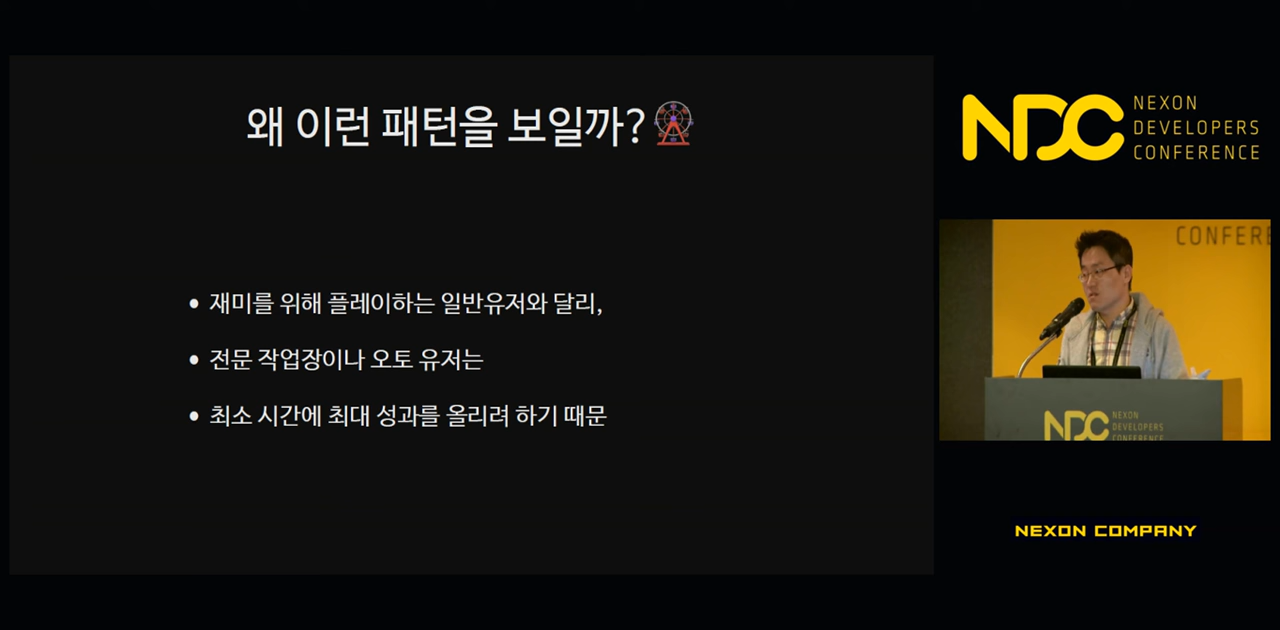 왜 이런 패턴을 보일까?
재미를 위해 플레이하는 일반유저와 달리,
전문 작업장이나 오토 유저는
최소 시간에 최대 성과를 올리려 하기 때문
NDC
NEXON
DEVELOPERS
CONFERENCE
CONFERE
NDC
NEXON
DEVELOPERS
CONFERENCE
NEXON COMPANY